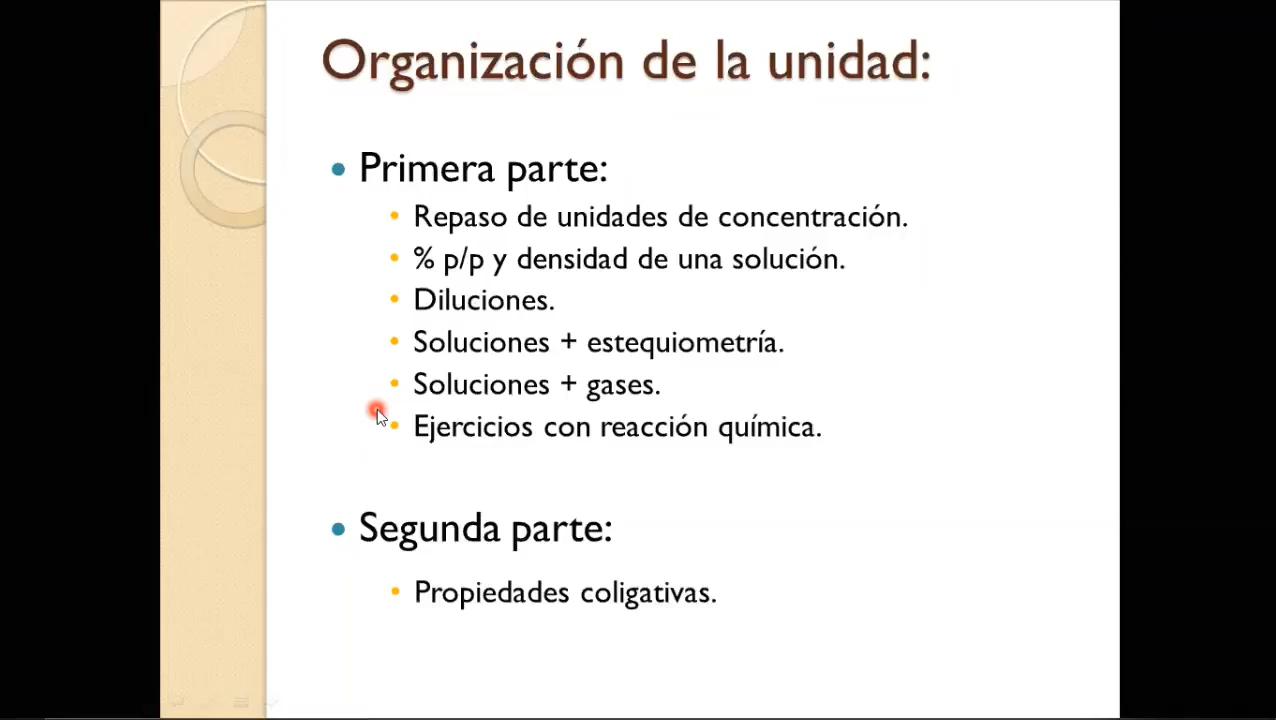 Organización de la unidad:
• Primera parte:
• Repaso de unidades de concentración.
• % p/p y densidad de una solución.
• Diluciones.
• Soluciones + estequiometría.
• Soluciones + gases.
• Ejercicios con reacción química.
• Segunda parte:
• Propiedades coligativas.